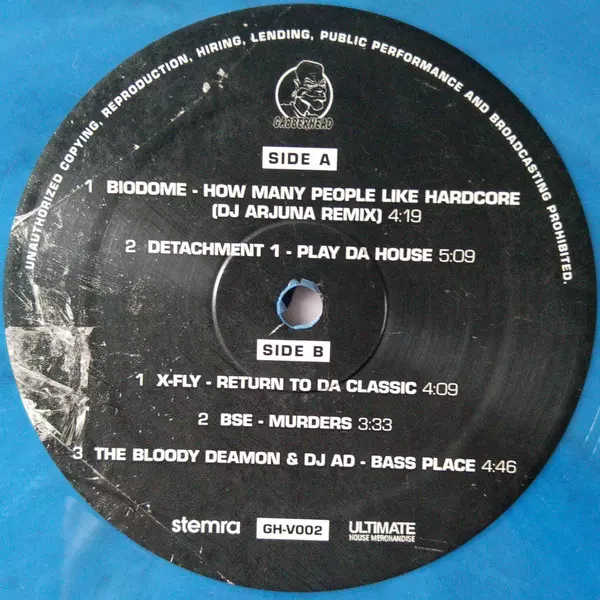 UNAUTHORIZED COPYING, REPRODUCTION, HIRING, LENDING, PUBLIC PERFORMANCE AND BROADCASTING PROHIBITED.
GABBERHEAD
SIDE A
1 BIODOME - HOW MANY PEOPLE LIKE HARDCORE
(DJ ARJUNA REMIX) 4:19
2 DETACHMENT 1 - PLAY DA HOUSE 5:09
SIDE B
1 X-FLY - RETURN TO DA CLASSIC 4:09
2 BSE - MURDERS 3:33
3 THE BLOODY DEAMON & DJ AD - BASS PLACE 4:46
stemra GH-V002 ULTIMATE
HOUSE MERCHANDISE